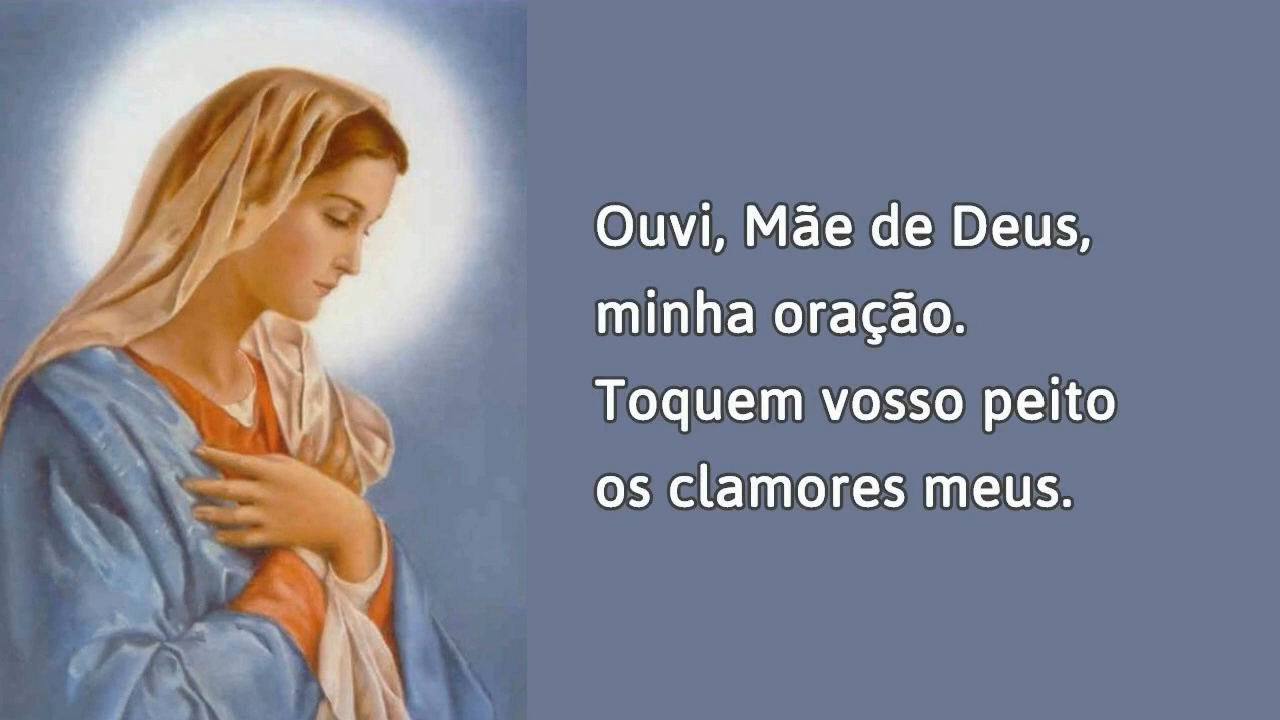 Ouvi, Mãe de Deus,
minha oração.
Toquem vosso peito
os clamores meus.